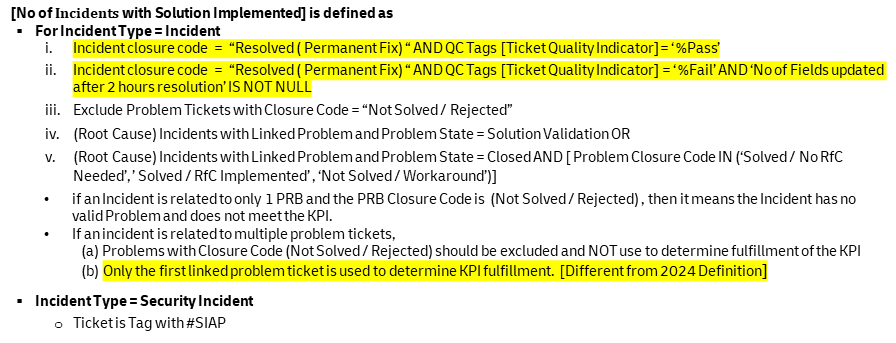 [No of Incidents with Solution Implemented] is defined as
▪ For Incident Type = Incident
i. Incident closure code = “Resolved ( Permanent Fix) “ AND QC Tags [Ticket Quality Indicator] = ‘%Pass’
ii. Incident closure code = “Resolved ( Permanent Fix) “ AND QC Tags [Ticket Quality Indicator] = ‘%Fail’ AND ‘No of Fields updated
after 2 hours resolution’ IS NOT NULL
iii. Exclude Problem Tickets with Closure Code = “Not Solved / Rejected”
iv. (Root Cause) Incidents with Linked Problem and Problem State = Solution Validation OR
v. (Root Cause) Incidents with Linked Problem and Problem State = Closed AND [ Problem Closure Code IN (‘Solved / No RfC
Needed’, ’ Solved / RfC Implemented’ , ‘Not Solved / Workaround’)]
• if an Incident is related to only 1 PRB and the PRB Closure Code is (Not Solved / Rejected) , then it means the Incident has no
valid Problem and does not meet the KPI.
• If an incident is related to multiple problem tickets,
(a) Problems with Closure Code (Not Solved / Rejected) should be excluded and NOT use to determine fulfillment of the KPI
(b) Only the first linked problem ticket is used to determine KPI fulfillment. [Different from 2024 Definition]
▪ Incident Type = Security Incident
o Ticket is Tag with #SIAP